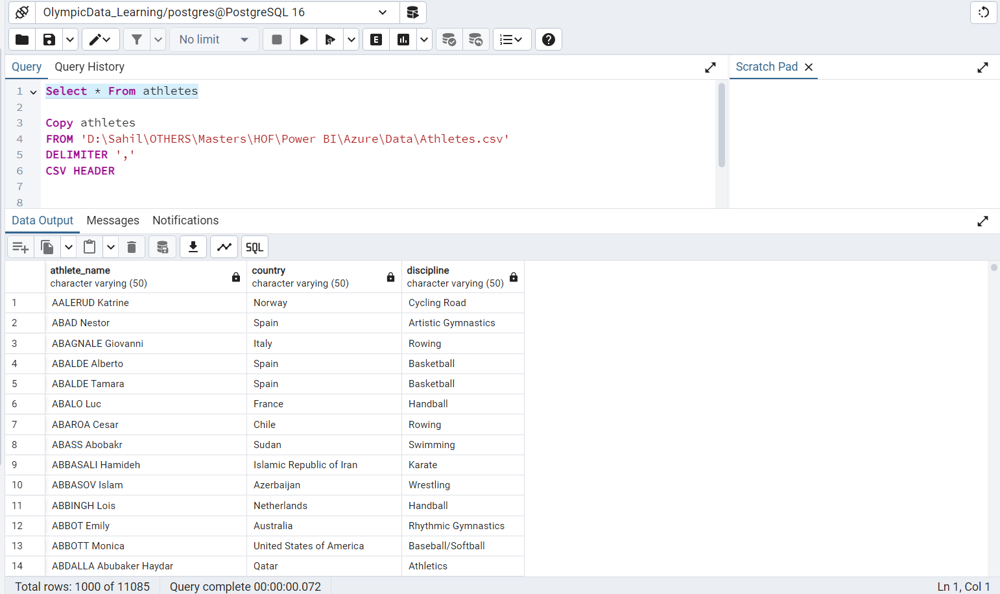 OlympicData_Learning/postgres@PostgreSQL 16
No limit
E
Query Query History
Scratch Pad
1 Select * From athletes
2
3 Copy athletes
4 FROM 'D:\Sahil\OTHERS\Masters\HOF\Power BI\Azure\Data\Athletes.csv'
5 DELIMITER ','
6 CSV HEADER
7
8
Data Output Messages Notifications
SQL
athlete_name country discipline
character varying (50) character varying (50) character varying (50)
1 AALERUD Katrine Norway Cycling Road
2 ABAD Nestor Spain Artistic Gymnastics
3 ABAGNALE Giovanni Italy Rowing
4 ABALDE Alberto Spain Basketball
5 ABALDE Tamara Spain Basketball
6 ABALO Luc France Handball
7 ABAROA Cesar Chile Rowing
8 ABASS Abobakr Sudan Swimming
9 ABBASALI Hamideh Islamic Republic of Iran Karate
10 ABBASOV Islam Azerbaijan Wrestling
11 ABBINGH Lois Netherlands Handball
12 ABBOT Emily Australia Rhythmic Gymnastics
13 ABBOTT Monica United States of America Baseball/Softball
14 ABDALLA Abubaker Haydar Qatar Athletics
Total rows: 1000 of 11085 Query complete 00:00:00.072 Ln 1, Col 1